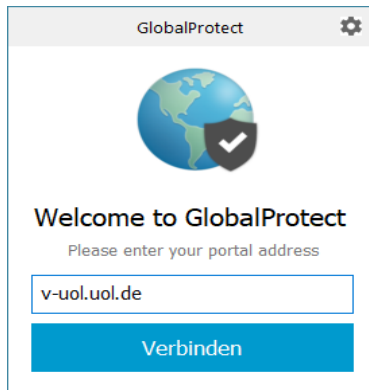 GlobalProtect
Welcome to GlobalProtect
Please enter your portal address
v-uol.uol.de
Verbinden